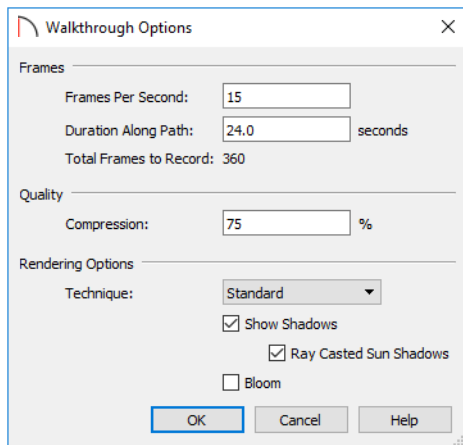 Walkthrough Options
Frames
Frames Per Second: 15
Duration Along Path: 24.0 seconds
Total Frames to Record: 360
Quality
Compression: 75 %
Rendering Options
Technique: Standard
Show Shadows
Ray Casted Sun Shadows
Bloom
OK Cancel Help